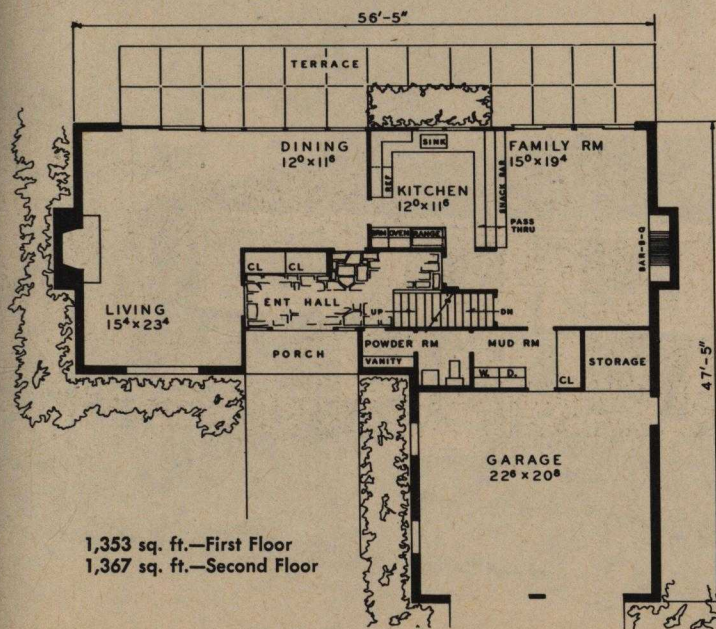 56'-5"
TERRACE
DINING
12⁰ x 11⁶
SINK
REF
KITCHEN
12⁰ x 11⁶
OVEN
RANGE
SNACK BAR
PASS
THRU
FAMILY RM
15⁰ x 19⁴
BAR-B-Q
47'-5"
CL
CL
ENT HALL
UP
DN
LIVING
15⁴ x 23⁴
PORCH
POWDER RM
VANITY
MUD RM
W.
D.
CL
STORAGE
GARAGE
22⁶ x 20⁸
1,353 sq. ft.—First Floor
1,367 sq. ft.—Second Floor